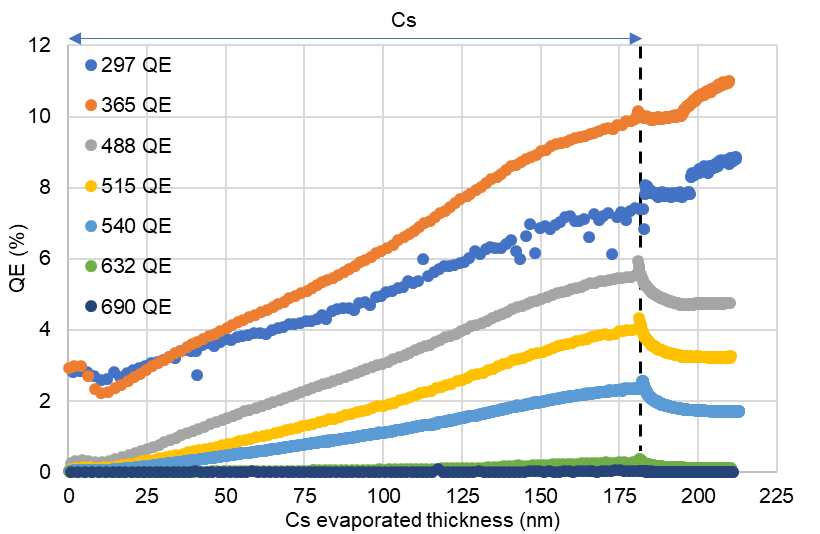 Cs
12
10
8
6
4
2
0
QE (%)
297 QE
365 QE
488 QE
515 QE
540 QE
632 QE
690 QE
0 25 50 75 100 125 150 175 200 225
Cs evaporated thickness (nm)